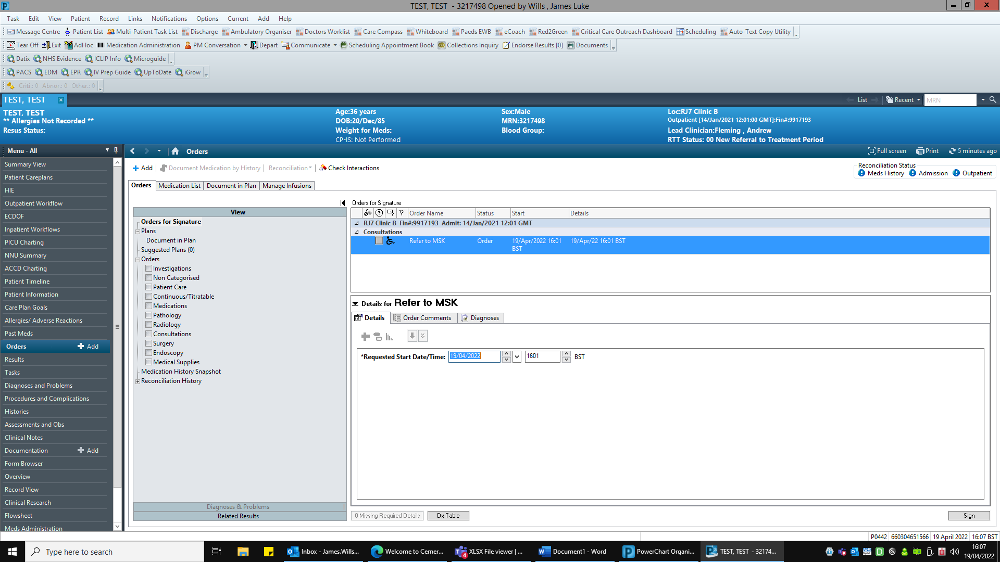 TEST, TEST - 3217498 Opened by Wills , James Luke
Task Edit View Patient Record Links Notifications Options Current Add Help
Message Centre Patient List Multi-Patient Task List Discharge Ambulatory Organiser Doctors Worklist Care Compass Whiteboard Paeds EWB eCoach Red2Green Critical Care Outreach Dashboard Scheduling Auto-Text Copy Utility
Tear Off Exit AdHoc Medication Administration PM Conversation Depart Communicate Scheduling Appointment Book Collections Inquiry Endorse Results [0] Documents
Datix NHS Evidence ICLIP Info Microguide
PACS EDM EPR IV Prep Guide UpToDate iGrow
Criti.: 0 Abnor.: 0 Other.: 0
TEST, TEST
List Recent MRN
TEST, TEST
** Allergies Not Recorded **
Resus Status:
Age:36 years
DOB:20/Dec/85
Weight for Meds:
CP-IS: Not Performed
Sex:Male
MRN:3217498
Blood Group:
Loc:RJ7 Clinic B
Outpatient [14/Jan/2021 12:01:00 GMT]:Fin#:9917193
Lead Clinician:Fleming , Andrew
RTT Status: 00 New Referral to Treatment Period
Menu - All
Summary View
Patient Careplans
HIE
Outpatient Workflow
ECDOF
Inpatient Workflows
PICU Charting
NNU Summary
ACCD Charting
Patient Timeline
Patient Information
Care Plan Goals
Allergies/ Adverse Reactions
Past Meds
Orders Add
Results
Tasks
Diagnoses and Problems
Procedures and Complications
Histories
Assessments and Obs
Clinical Notes
Documentation Add
Form Browser
Overview
Record View
Clinical Research
Flowsheet
Meds Administration
Orders
Full screen Print 5 minutes ago
Add Document Medication by History Reconciliation Check Interactions
Reconciliation Status
Meds History Admission Outpatient
Orders Medication List Document in Plan Manage Infusions
View
Orders for Signature
Plans
Document in Plan
Suggested Plans (0)
Orders
Investigations
Non Categorised
Patient Care
Continuous/Titratable
Medications
Pathology
Radiology
Consultations
Surgery
Endoscopy
Medical Supplies
Medication History Snapshot
Reconciliation History
Diagnoses & Problems
Related Results
Orders for Signature
Order Name Status Start Details
RJ7 Clinic B Fin#:9917193 Admit: 14/Jan/2021 12:01 GMT
Consultations
Refer to MSK Order 19/Apr/2022 16:01 19/Apr/22 16:01 BST
BST
Details for Refer to MSK
Details Order Comments Diagnoses
*Requested Start Date/Time: 19/04/2022 1601 BST
0 Missing Required Details Dx Table Sign
P0442 660304651566 19 April 2022 16:07 BST
Type here to search
Inbox - James.Wills... Welcome to Cerner... XLSX File viewer | ... Document1 - Word PowerChart Organi... TEST, TEST - 32174...
4
16:07
19/04/2022